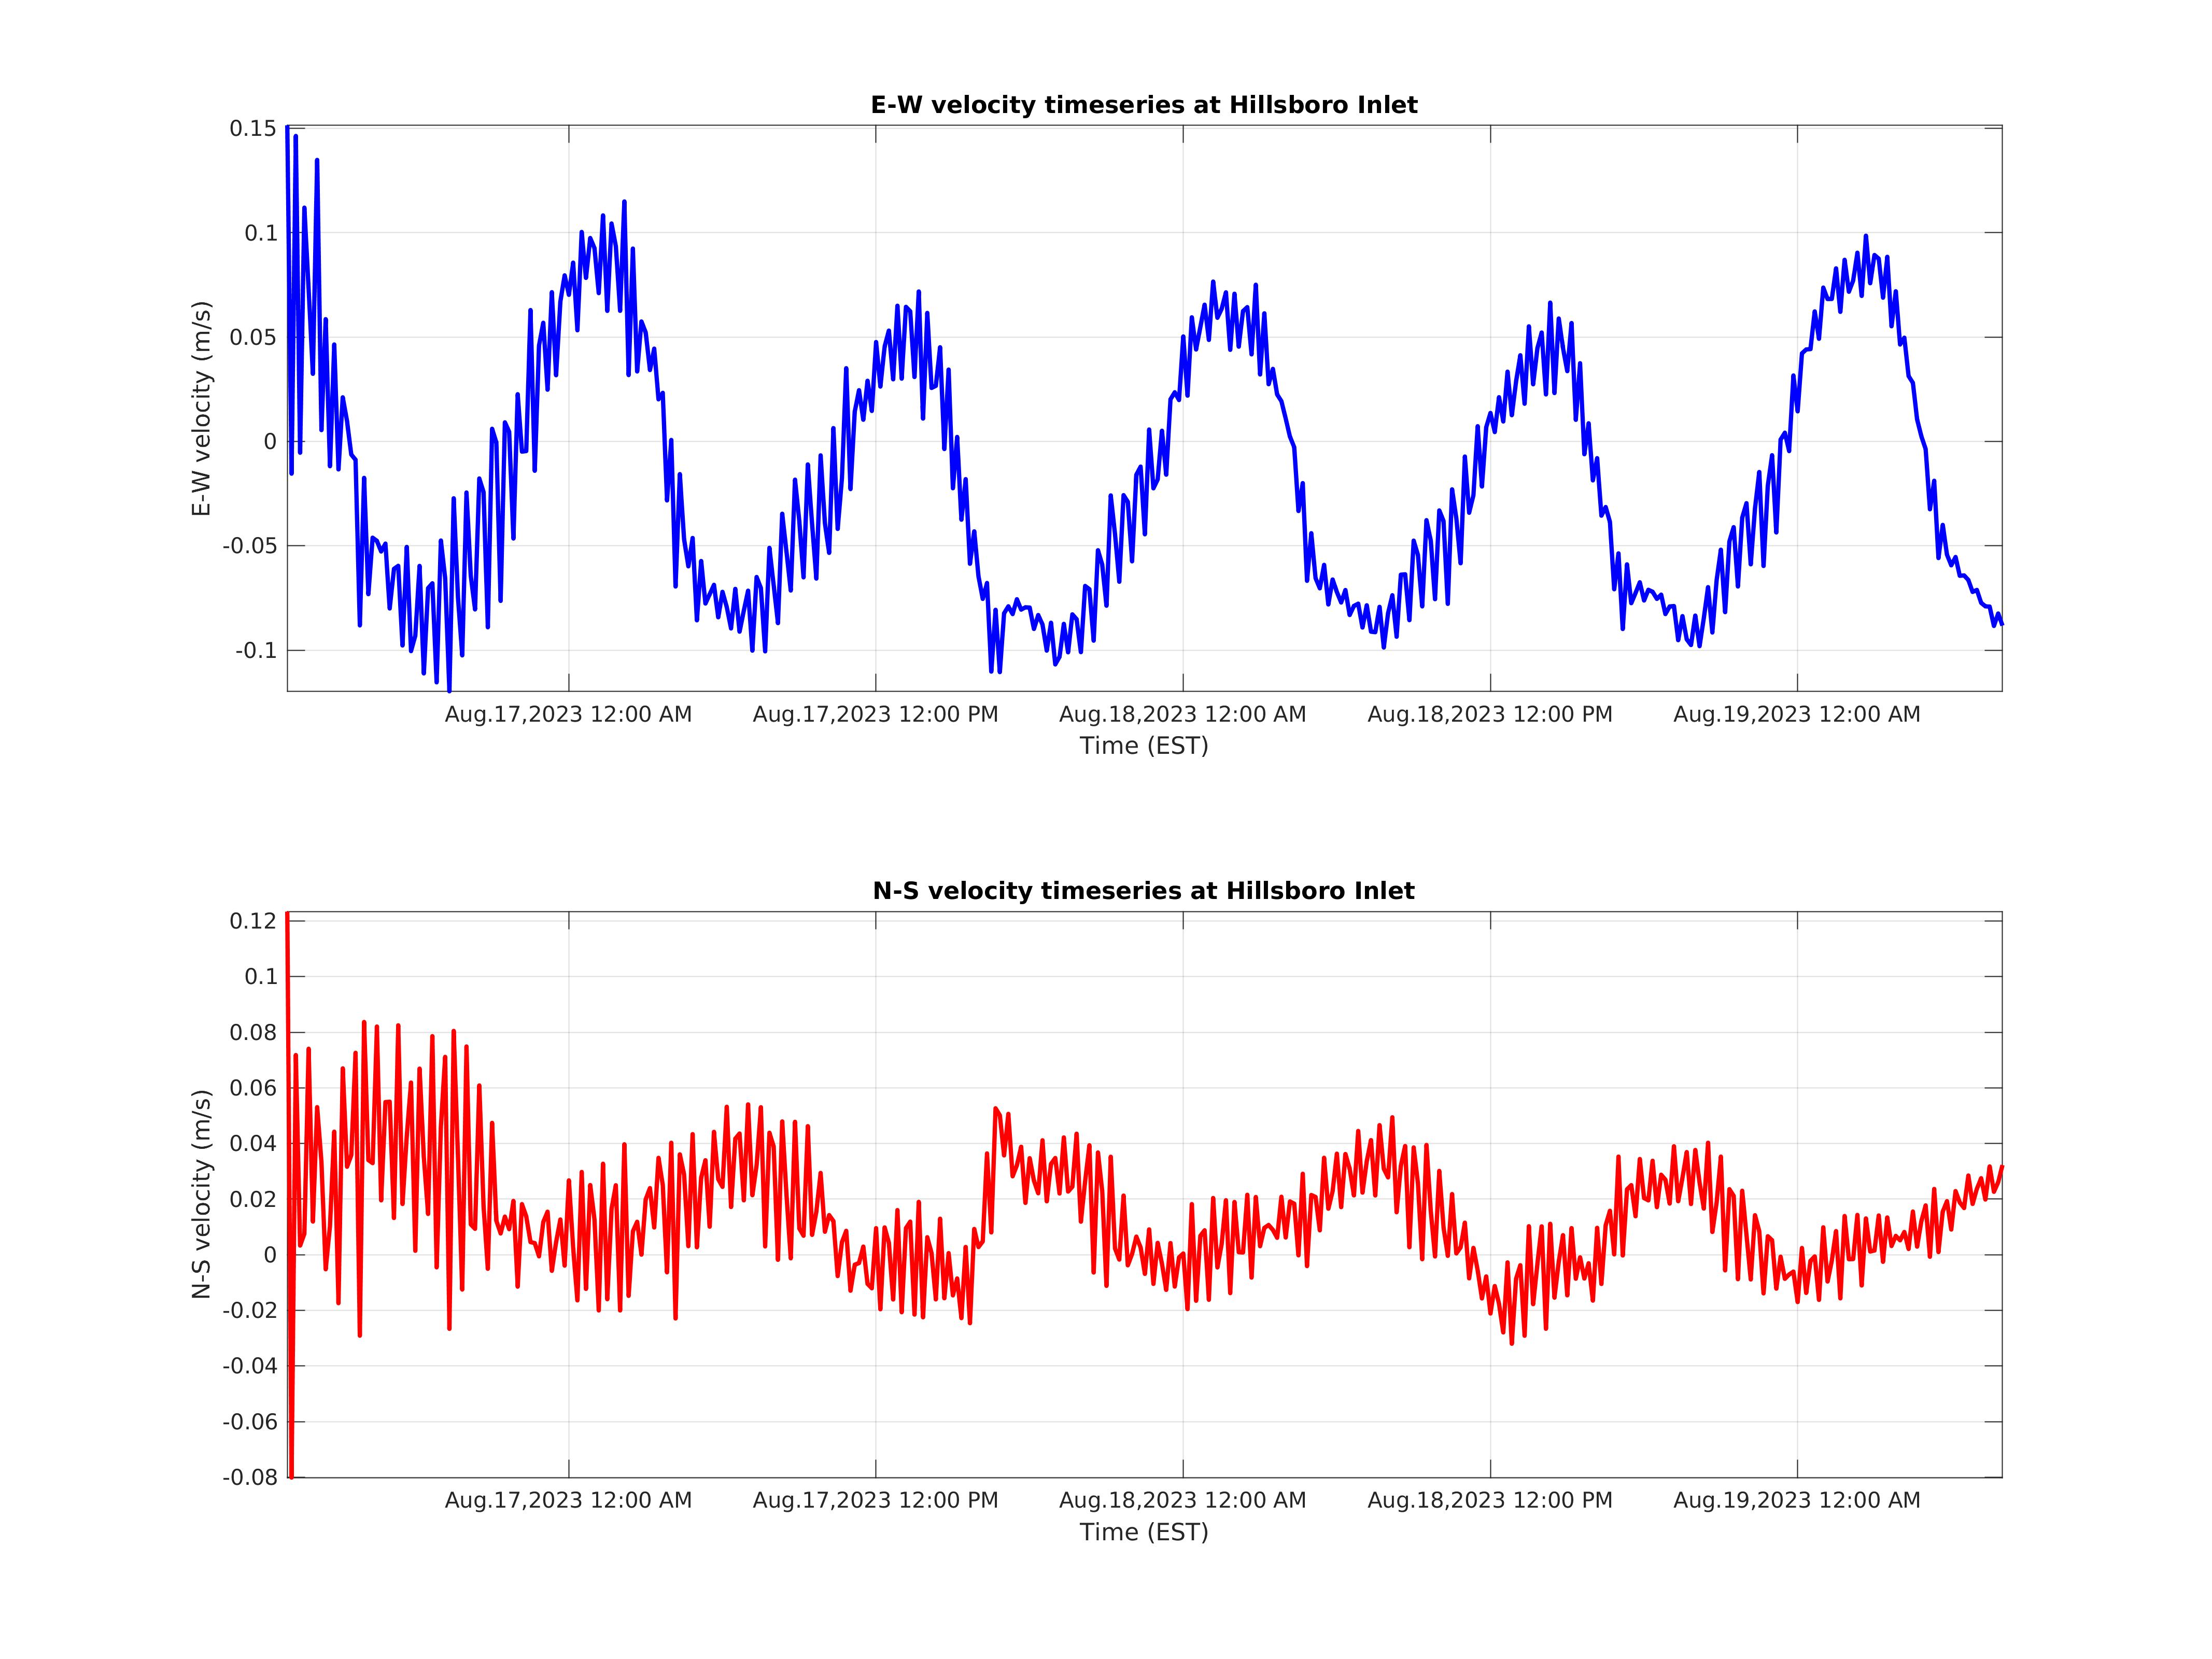 E-W velocity timeseries at Hillsboro Inlet
E-W velocity (m/s)
0.15
0.1
0.05
0
-0.05
-0.1
Aug.17,2023 12:00 AM
Aug.17,2023 12:00 PM
Aug.18,2023 12:00 AM
Aug.18,2023 12:00 PM
Aug.19,2023 12:00 AM
Time (EST)
N-S velocity timeseries at Hillsboro Inlet
N-S velocity (m/s)
0.12
0.1
0.08
0.06
0.04
0.02
0
-0.02
-0.04
-0.06
-0.08
Aug.17,2023 12:00 AM
Aug.17,2023 12:00 PM
Aug.18,2023 12:00 AM
Aug.18,2023 12:00 PM
Aug.19,2023 12:00 AM
Time (EST)